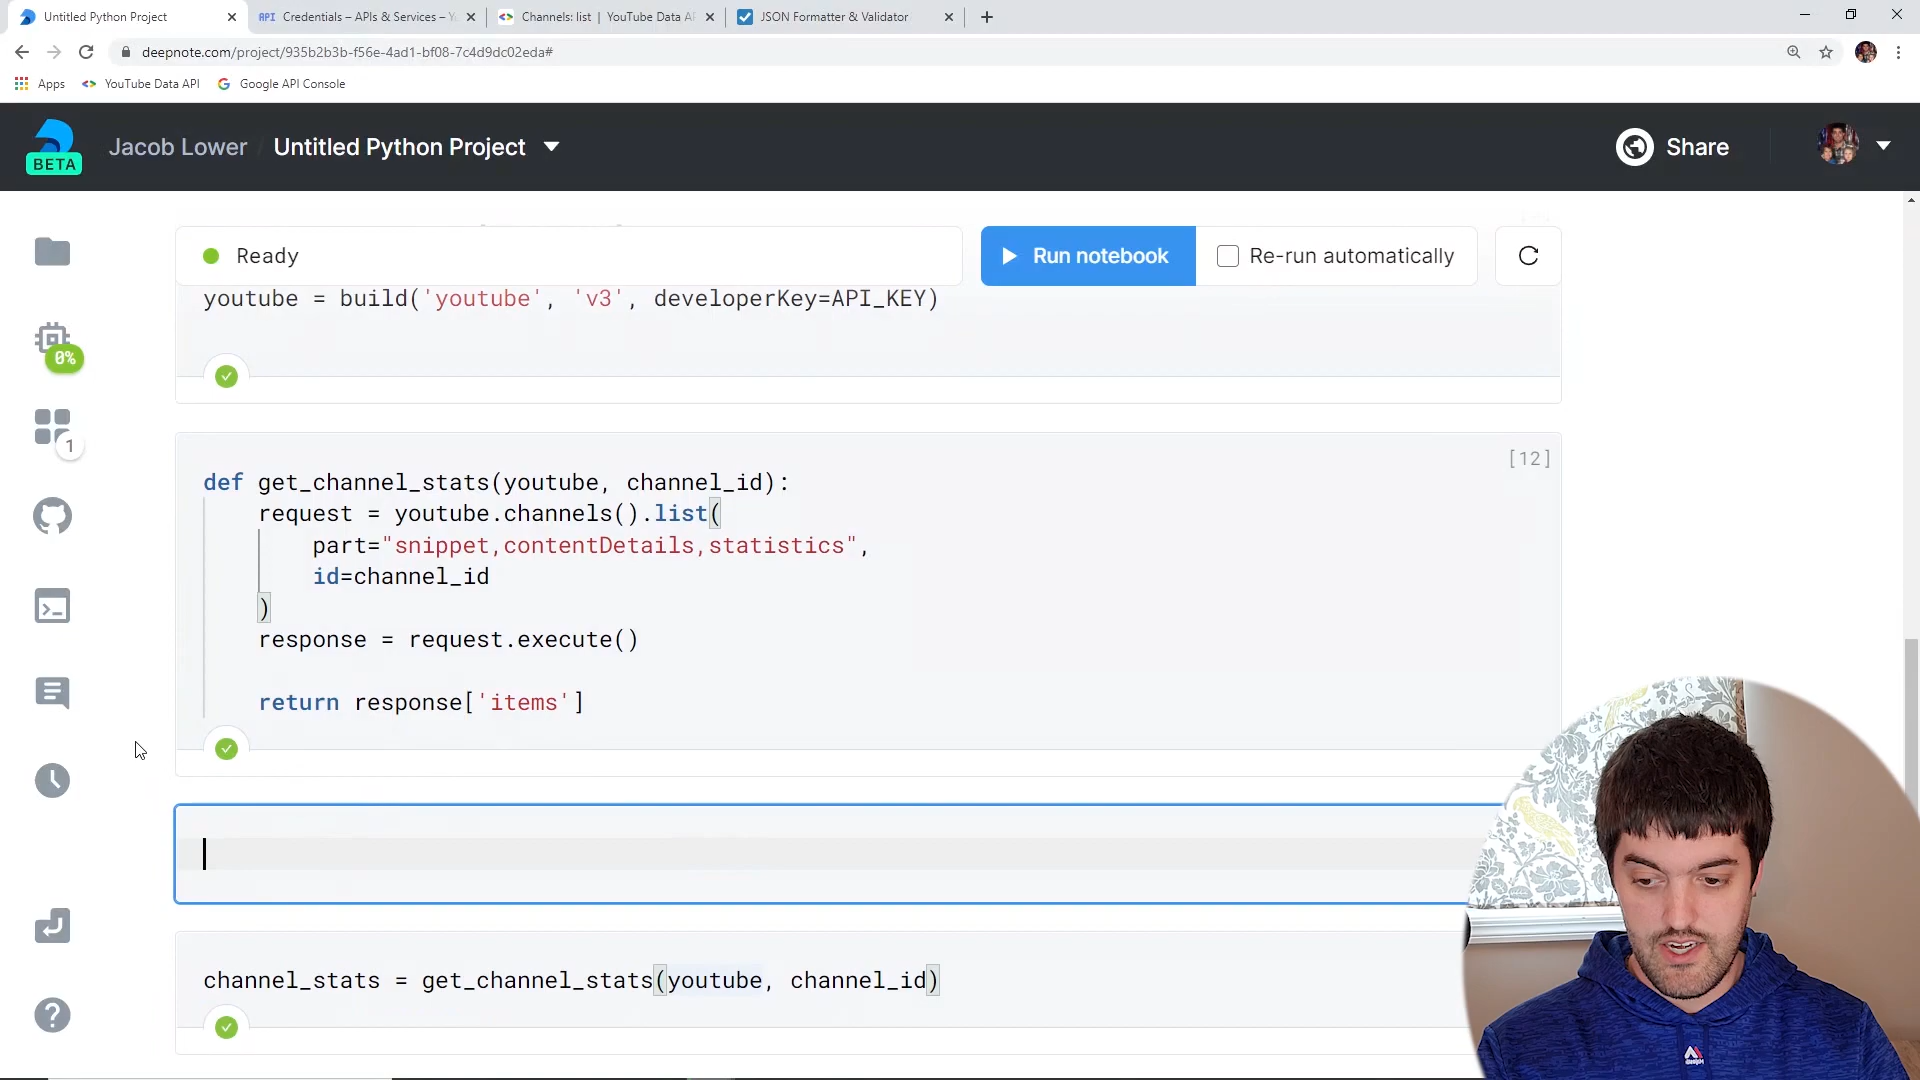 Untitled Python Project
API Credentials – APIs & Services – Y
Channels: list | YouTube Data A
JSON Formatter & Validator
deepnote.com/project/935b2b3b-f56e-4ad1-bf08-7c4d9dc02eda#
Apps
YouTube Data API
Google API Console
BETA
Jacob Lower / Untitled Python Project
Share
Ready
Run notebook
Re-run automatically
youtube = build('youtube', 'v3', developerKey=API_KEY)
0%
1
[12]
def get_channel_stats(youtube, channel_id):
request = youtube.channels().list(
part="snippet,contentDetails,statistics",
id=channel_id
)
response = request.execute()
return response['items']
channel_stats = get_channel_stats(youtube, channel_id)